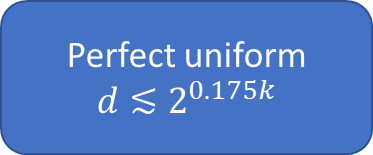 Perfect uniform
d ≲ 2^{0.175k}